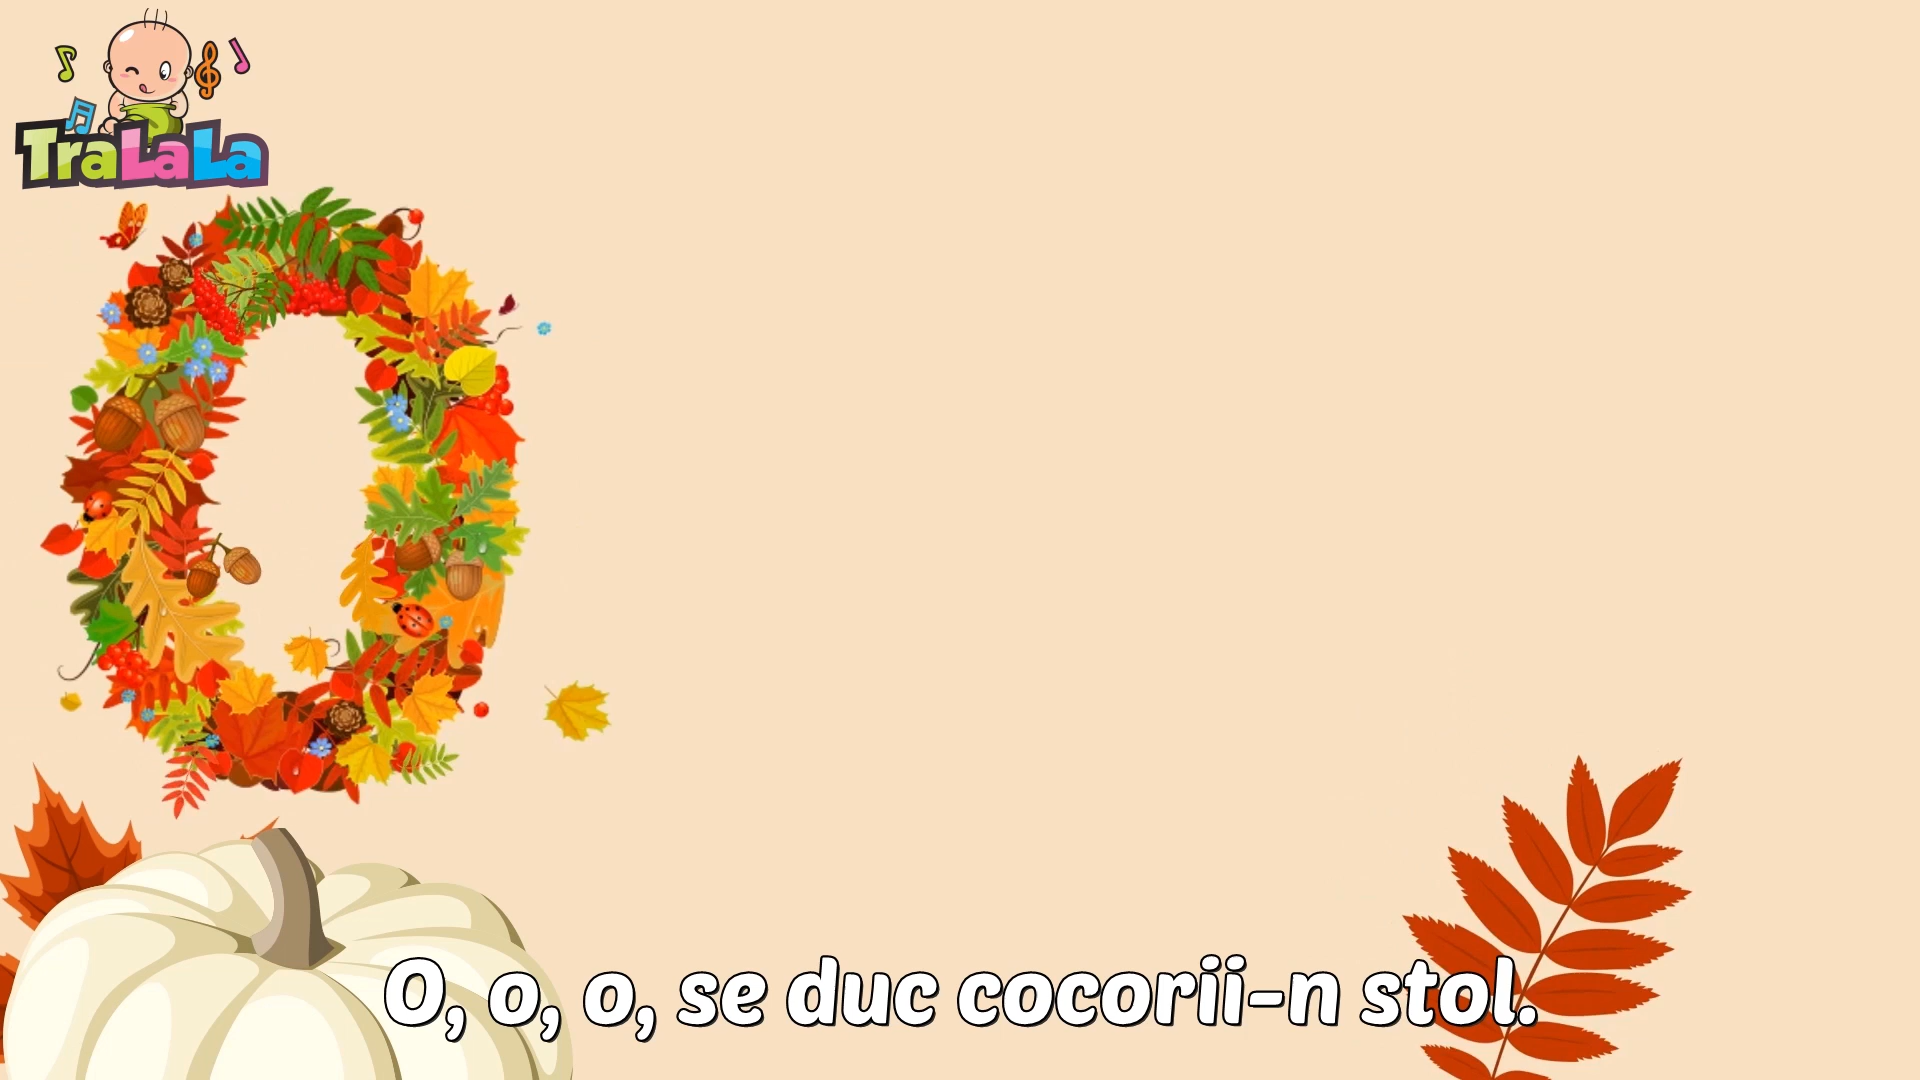 TraLaLa
O
O, o, o, se duc cocorii-n stol.